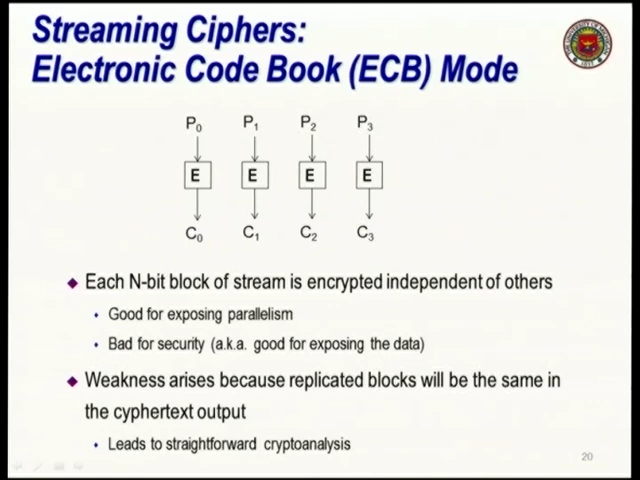 Streaming Ciphers:
Electronic Code Book (ECB) Mode
P0 P1 P2 P3
E E E E
C0 C1 C2 C3
Each N-bit block of stream is encrypted independent of others
Good for exposing parallelism
Bad for security (a.k.a. good for exposing the data)
Weakness arises because replicated blocks will be the same in
the cyphertext output
Leads to straightforward cryptoanalysis
20